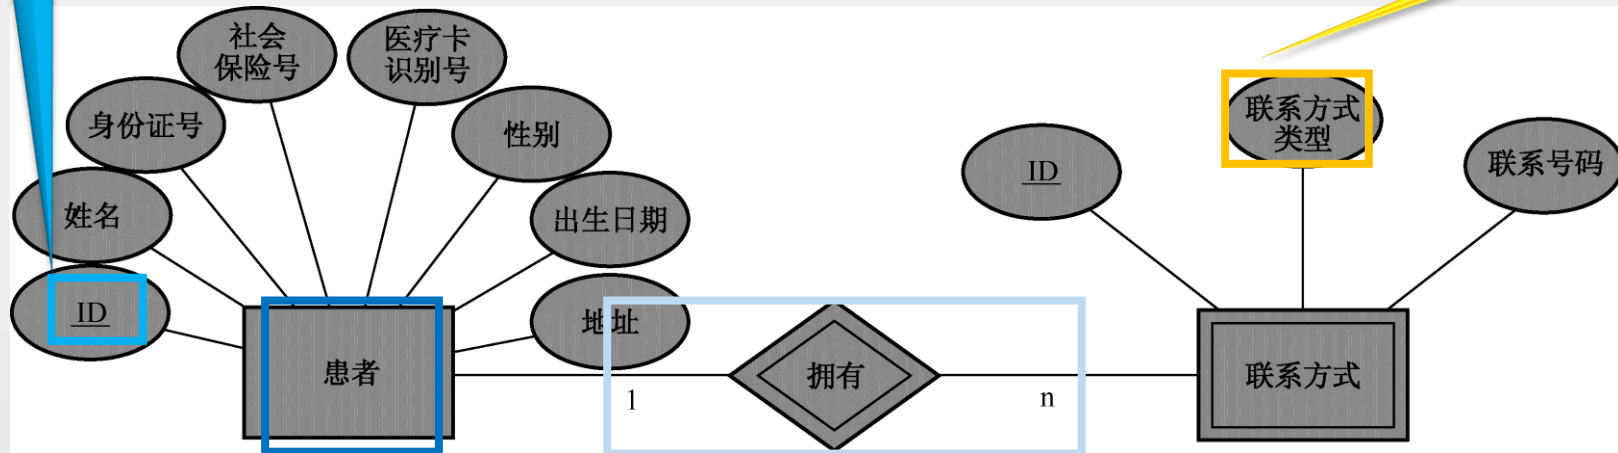 社会
保险号
医疗卡
识别号
身份证号
性别
姓名
出生日期
ID
地址
患者
1
拥有
n
联系方式
类型
ID
联系号码
联系方式